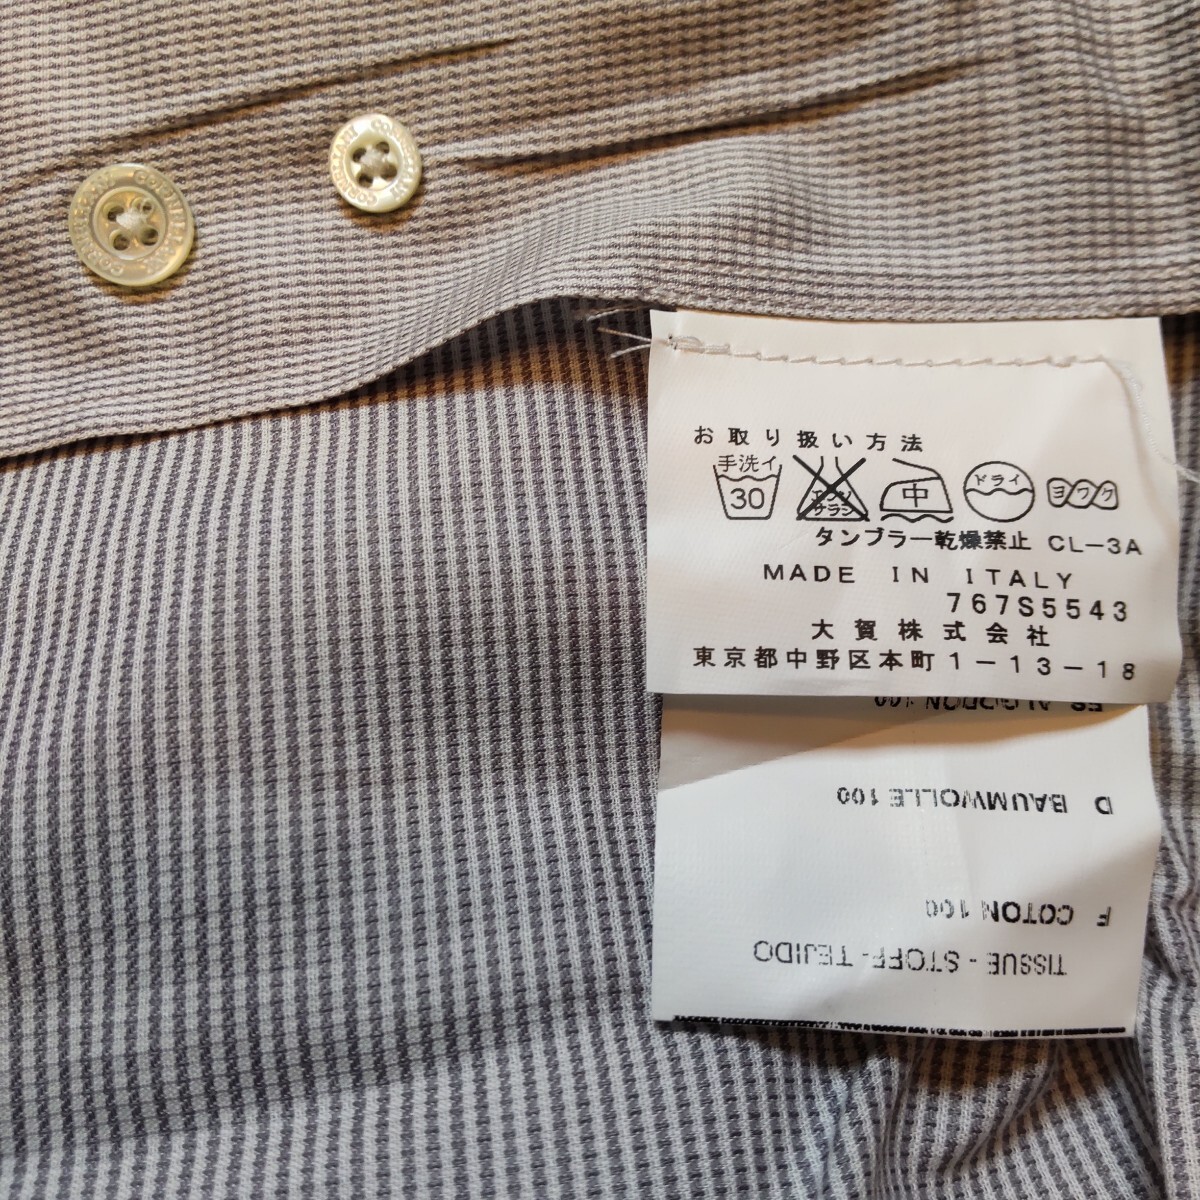 お取り扱い方法
手洗イ
30
エンソ
サラシ
中
ドライ
ヨワク
タンブラー乾燥禁止 CL-3A
MADE IN ITALY
767S5543
大賀株式会社
東京都中野区本町1-13-18
ES ALGODON 100
D BAUMWOLLE 100
F COTON 100
TISSUE - STOFF - TEJIDO